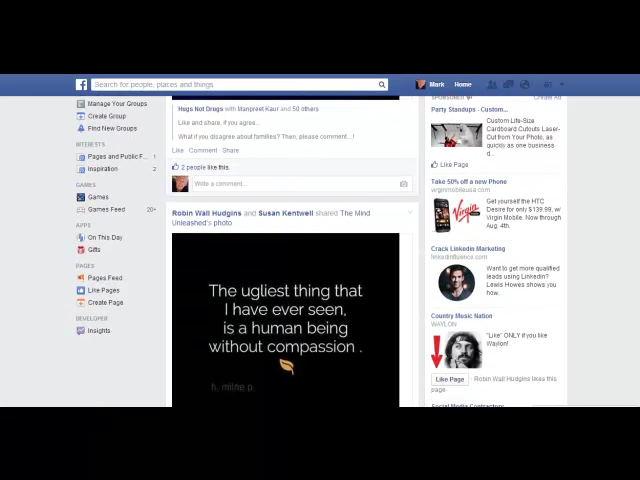 Search for people, places and things
Mark
Home
Manage Your Groups
Create Group
Find New Groups
INTERESTS
Pages and Public F... 1
Inspiration 2
GAMES
Games
Games Feed 20+
APPS
On This Day
Gifts
PAGES
Pages Feed
Like Pages
Create Page
DEVELOPER
Insights
Hugs Not Drugs with Manpreet Kaur and 50 others
Like and share, if you agree...
What if you disagree about families? Then, please comment...!
Like Comment Share
2 people like this.
Write a comment...
Robin Wall Hudgins and Susan Kentwell shared The Mind
Unleashed's photo
The ugliest thing that
I have ever seen,
is a human being
without compassion .
h. milne p.
SPONSORED Create Ad
Party Standups - Custom...
Custom Life-Size
Cardboard Cutouts Laser-
Cut from Your Photo, as
quickly as one business
d...
Like Page
Take 50% off a new Phone
virginmobileusa.com
Virgin
Get yourself the HTC
Desire for only $139.99, w/
Virgin Mobile. Now through
Aug. 4th.
Crack Linkedin Marketing
linkedinfluence.com
Want to get more qualified
leads using Linkedin?
Lewis Howes shows you
how.
Country Music Nation
WAYLON
"Like" ONLY if you like
Waylon!
Like Page
Robin Wall Hudgins likes this
page
Social Media Contractors